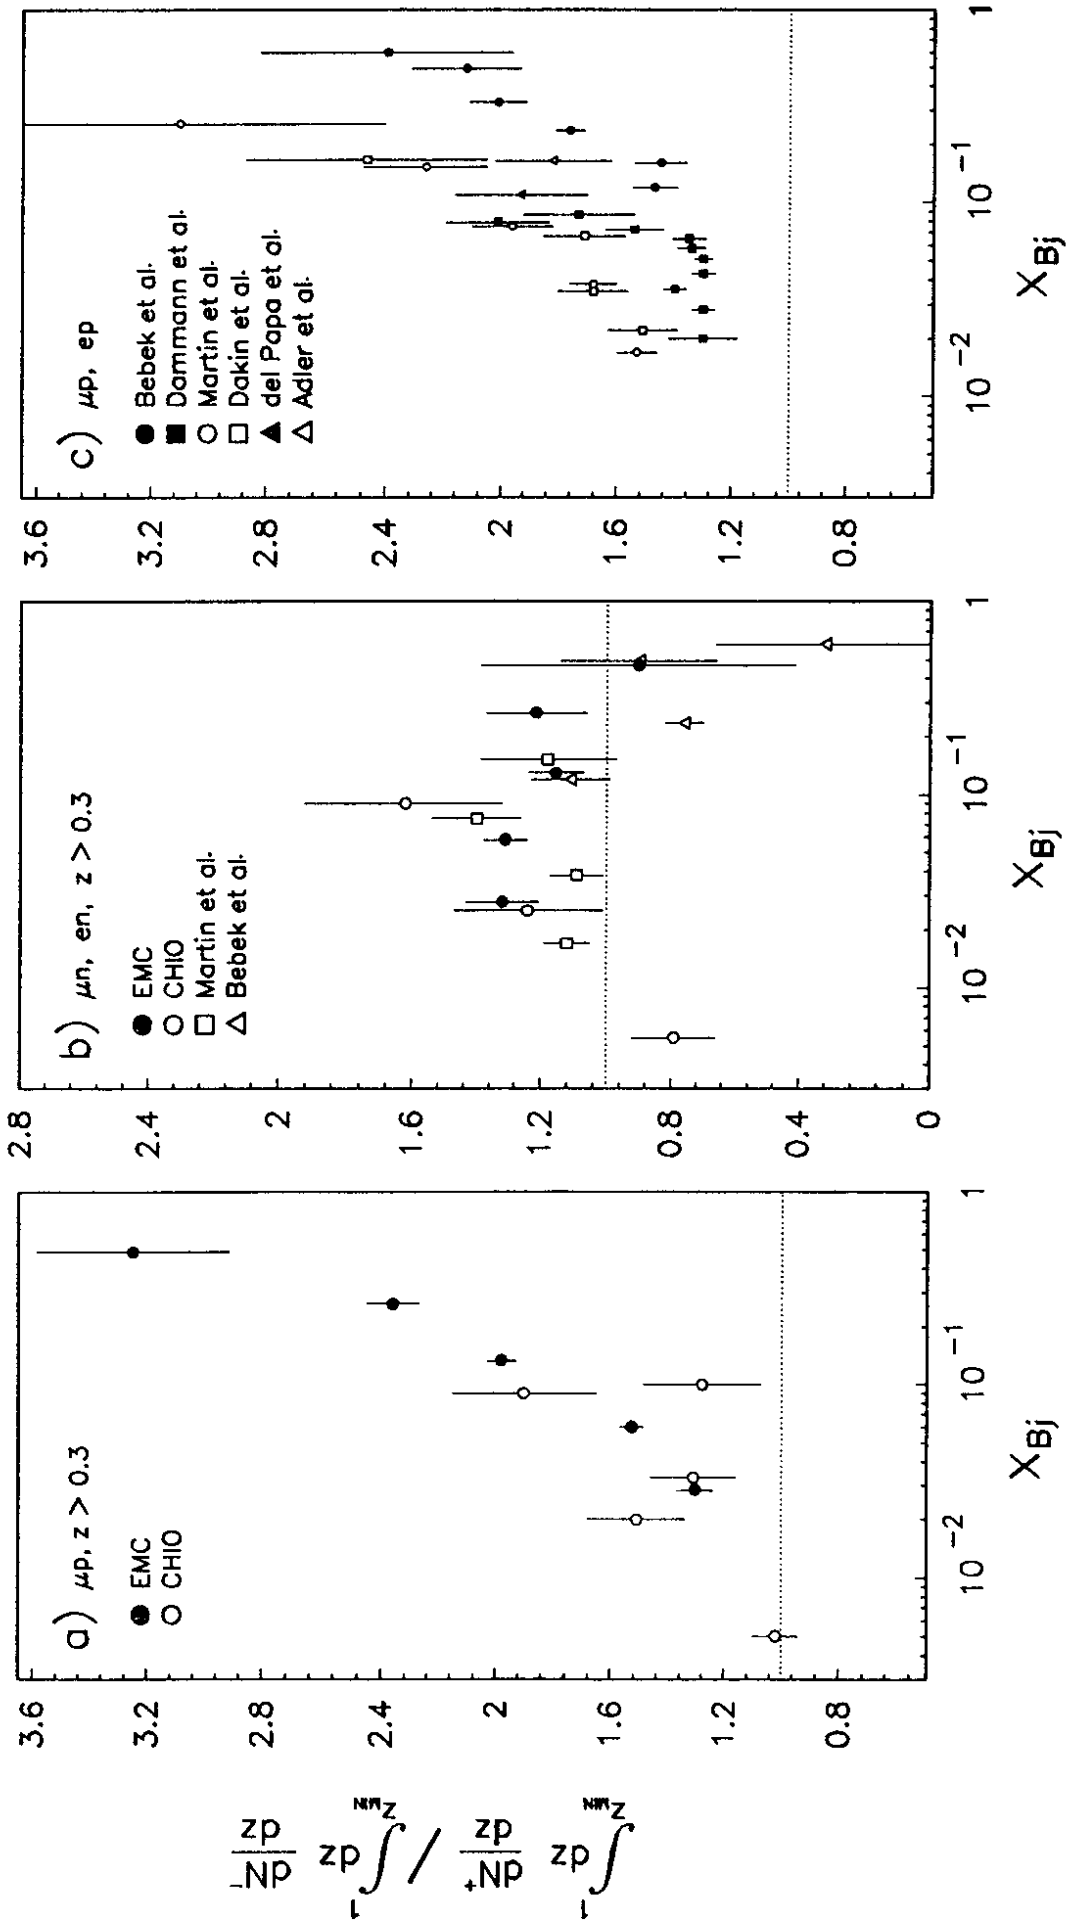 ∫_{Z_MIN}^{1} dz dN⁺/dz / ∫_{Z_MIN}^{1} dz dN⁻/dz
a) μp, z > 0.3
● EMC
○ CHIO
3.6
3.2
2.8
2.4
2
1.6
1.2
0.8
10⁻² 10⁻¹ 1
X_Bj
b) μn, en, z > 0.3
● EMC
○ CHIO
□ Martin et al.
△ Bebek et al.
2.8
2.4
2
1.6
1.2
0.8
0.4
0
10⁻² 10⁻¹ 1
X_Bj
c) μp, ep
● Bebek et al.
■ Dammann et al.
○ Martin et al.
□ Dakin et al.
▲ del Papa et al.
△ Adler et al.
3.6
3.2
2.8
2.4
2
1.6
1.2
0.8
10⁻² 10⁻¹ 1
X_Bj